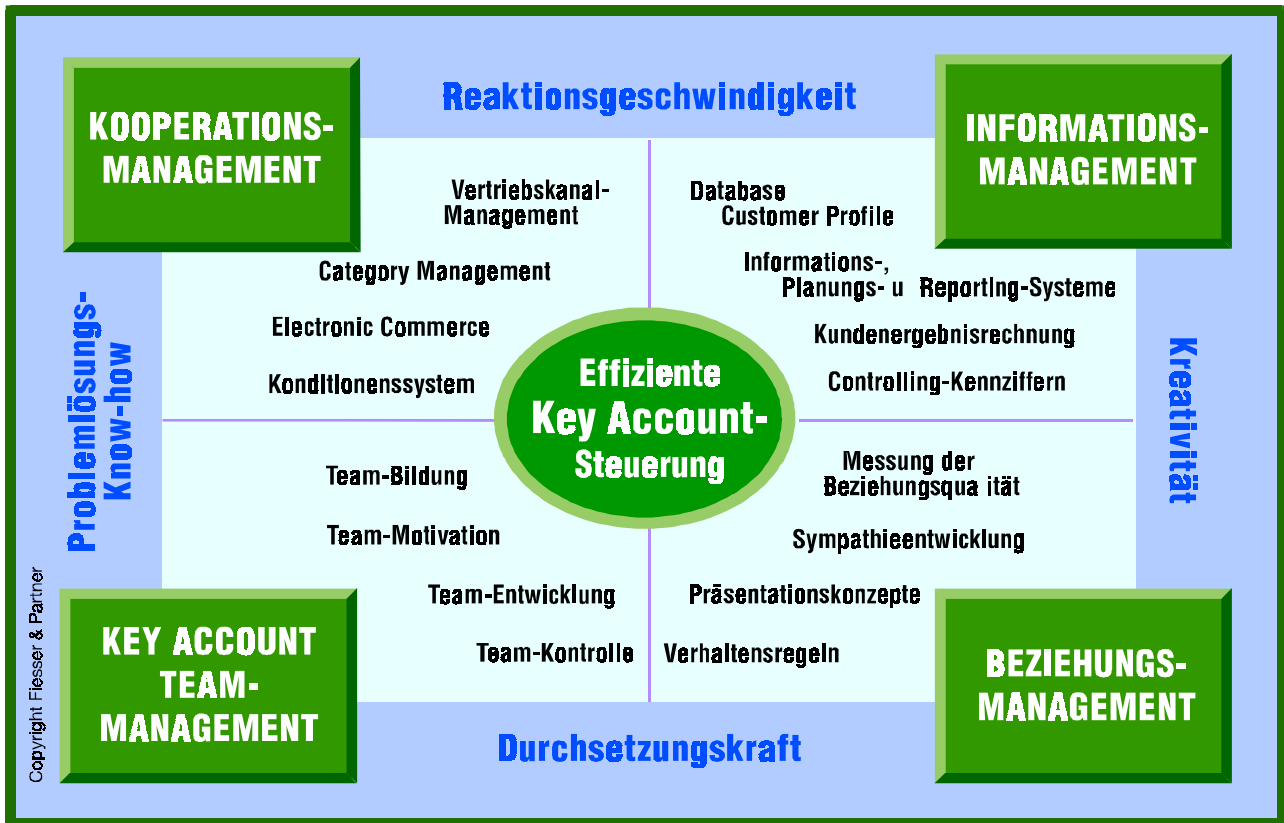 Reaktionsgeschwindigkeit
KOOPERATIONS-
MANAGEMENT
INFORMATIONS-
MANAGEMENT
Vertriebskanal-
Management
Category Management
Electronic Commerce
Konditionenssystem
Database
Customer Profile
Informations-,
Planungs- u Reporting-Systeme
Kundenergebnisrechnung
Controlling-Kennziffern
Problemlösungs-
Know-how
Effiziente
Key Account-
Steuerung
Kreativität
Team-Bildung
Team-Motivation
Team-Entwicklung
Team-Kontrolle
Messung der
Beziehungsqua ität
Sympathieentwicklung
Präsentationskonzepte
Verhaltensregeln
KEY ACCOUNT
TEAM-
MANAGEMENT
BEZIEHUNGS-
MANAGEMENT
Durchsetzungskraft
Copyright Fiesser & Partner